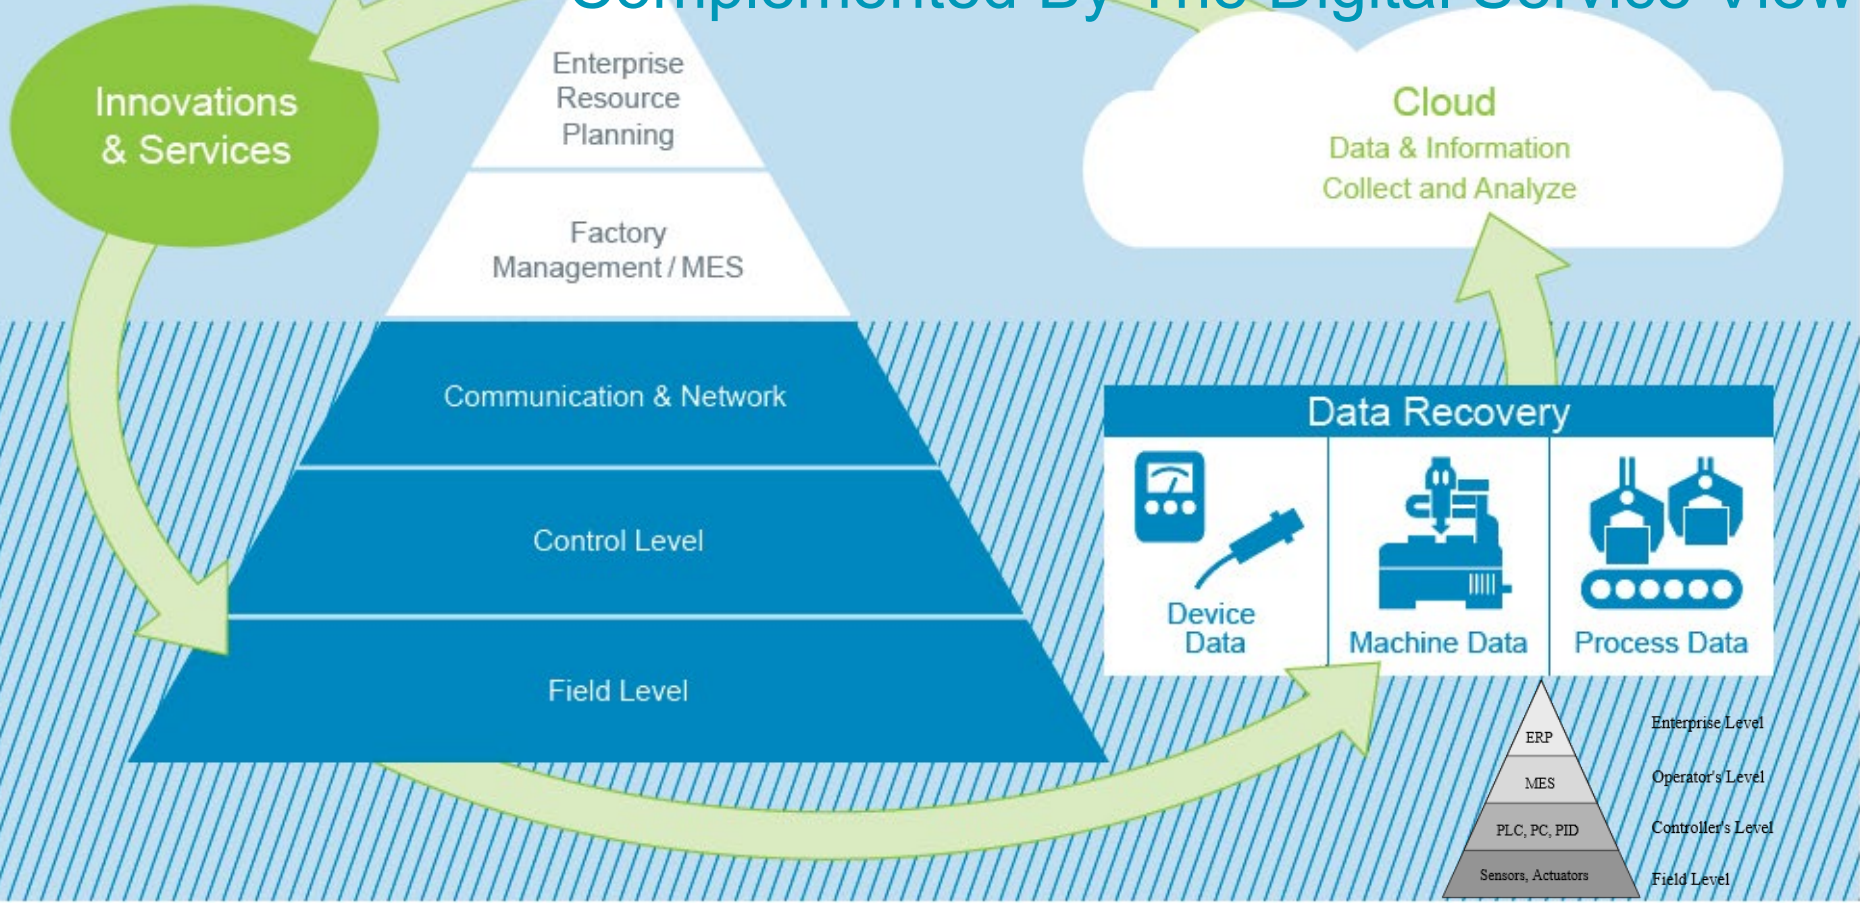 Complemented By The Digital Service View
Innovations
& Services
Enterprise
Resource
Planning
Factory
Management / MES
Communication & Network
Control Level
Field Level
Cloud
Data & Information
Collect and Analyze
Data Recovery
Device
Data
Machine Data
Process Data
ERP
Enterprise Level
MES
Operator's Level
PLC, PC, PID
Controller's Level
Sensors, Actuators
Field Level